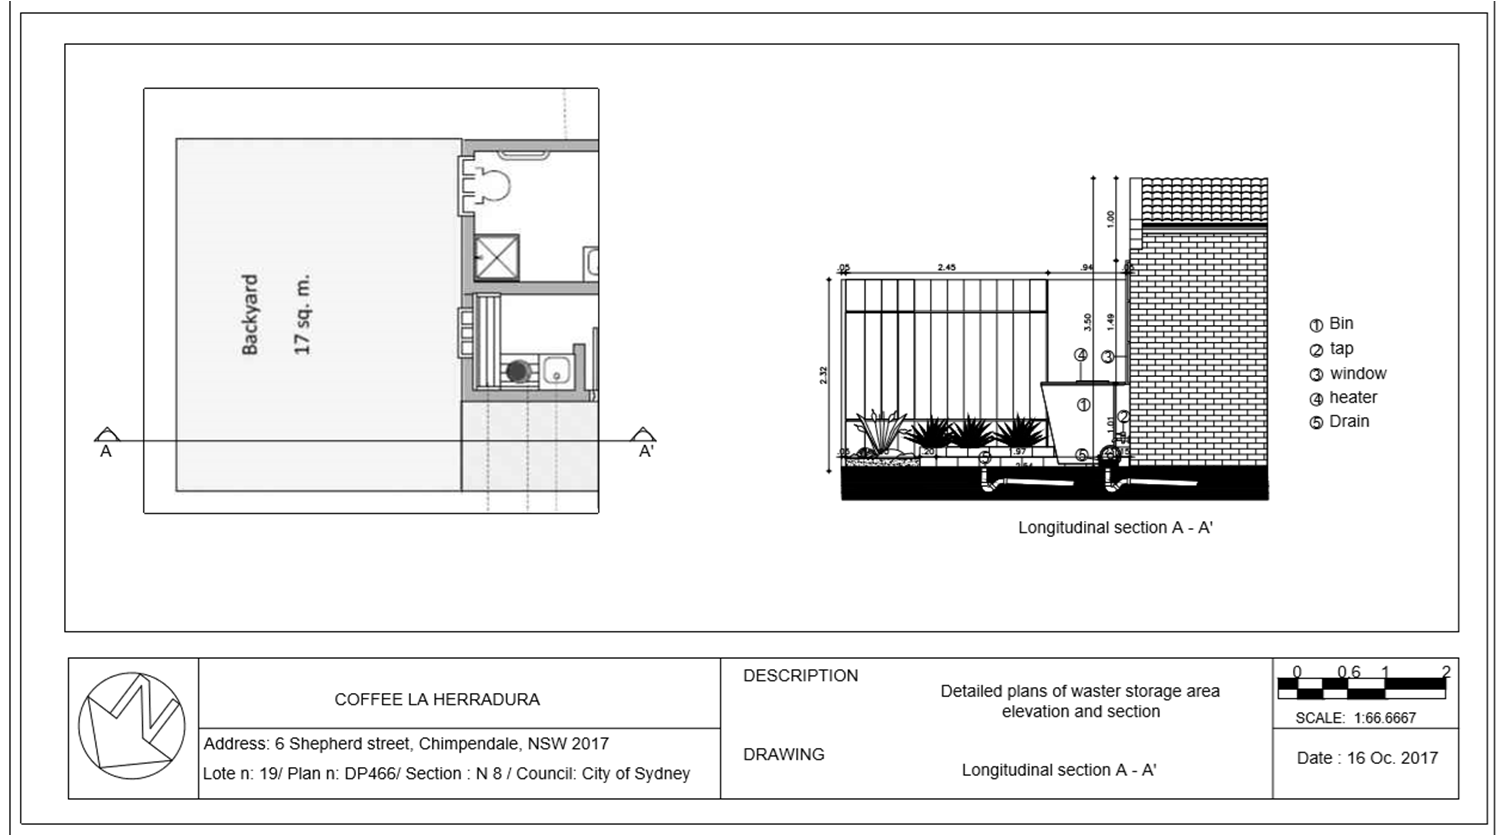 Backyard
17 sq. m.
A
A'
1.00
.05
2.45
.94
.05
3.50
1.49
2.32
4
3
1
2
1.01
.05
.20
5
1.97
5
.15
2.54
Longitudinal section A - A'
1 Bin
2 tap
3 window
4 heater
5 Drain
COFFEE LA HERRADURA
Address: 6 Shepherd street, Chimpendale, NSW 2017
Lote n: 19/ Plan n: DP466/ Section : N 8 / Council: City of Sydney
DESCRIPTION
Detailed plans of waster storage area
elevation and section
DRAWING
Longitudinal section A - A'
0 0.6 1 2
SCALE: 1:66.6667
Date : 16 Oc. 2017